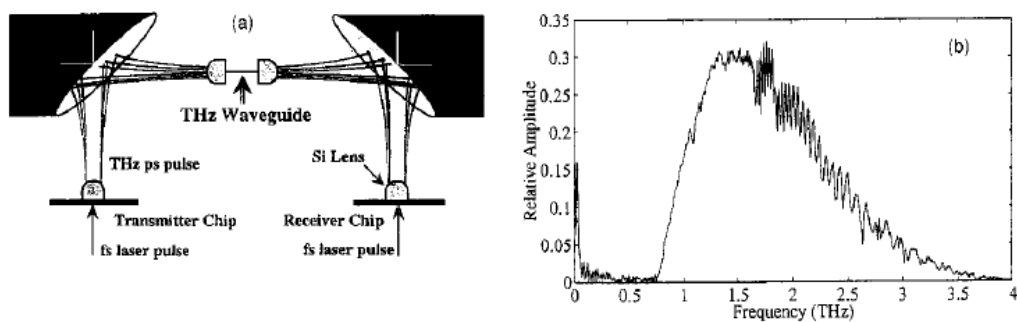 (a)
THz Waveguide
THz ps pulse
Si Lens
Transmitter Chip
Receiver Chip
fs laser pulse
fs laser pulse
(b)
Relative Amplitude
0.35
0.3
0.25
0.2
0.15
0.1
0.05
0
0 0.5 1 1.5 2 2.5 3 3.5 4
Frequency (THz)